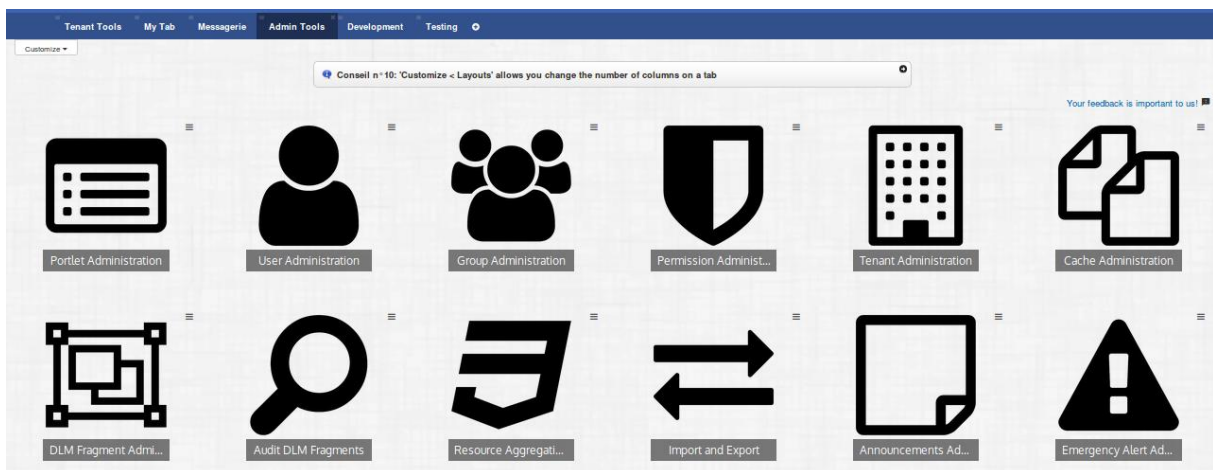 Tenant Tools My Tab Messagerie Admin Tools Development Testing
Customize
Conseil n°10: 'Customize < Layouts' allows you change the number of columns on a tab
Your feedback is important to us!
Portlet Administration User Administration Group Administration Permission Administ... Tenant Administration Cache Administration
DLM Fragment Admi... Audit DLM Fragments Resource Aggregati... Import and Export Announcements Ad... Emergency Alert Ad...